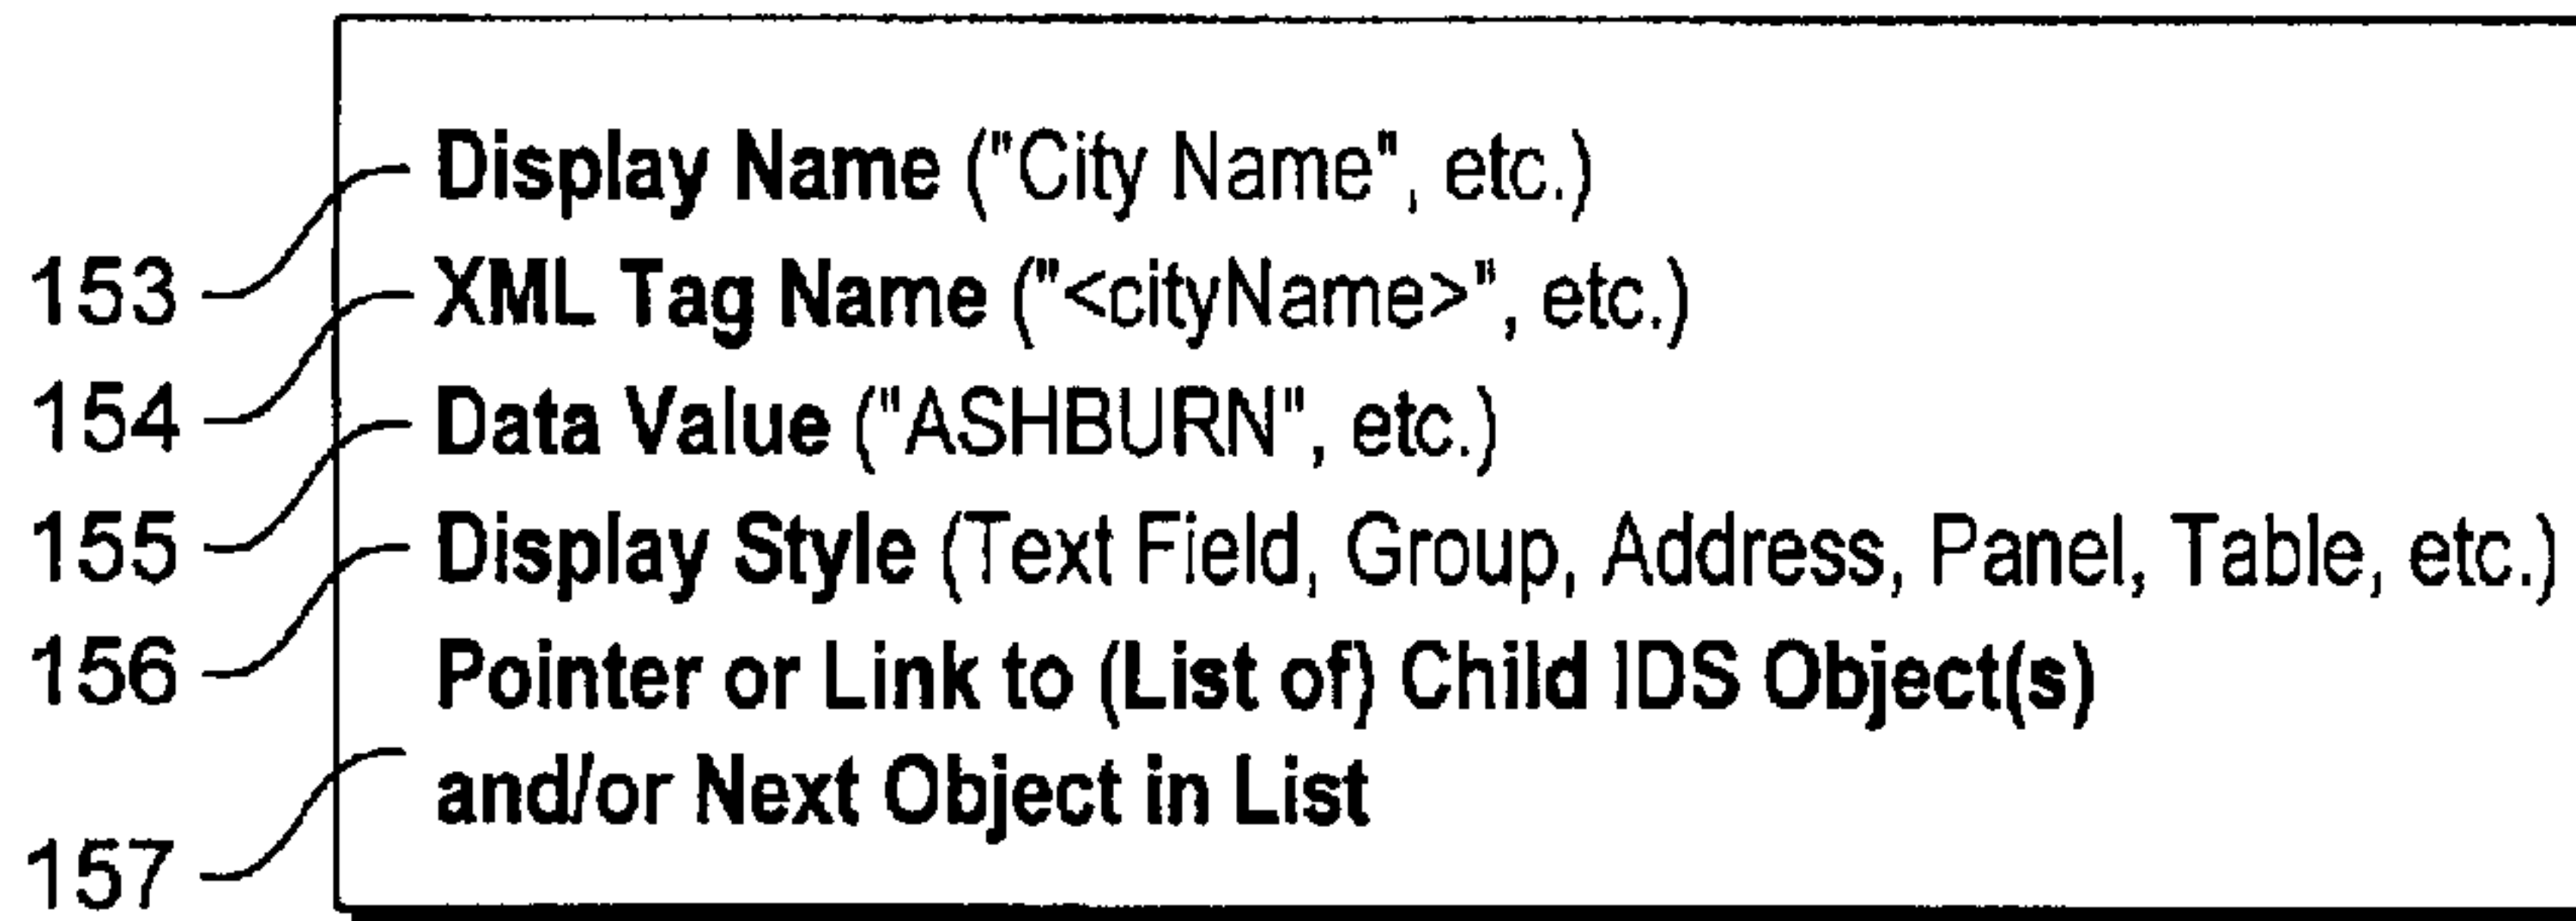 Display Name ("City Name", etc.)
153
XML Tag Name ("<cityName>", etc.)
154
Data Value ("ASHBURN", etc.)
155
Display Style (Text Field, Group, Address, Panel, Table, etc.)
156
Pointer or Link to (List of) Child IDS Object(s)
and/or Next Object in List
157